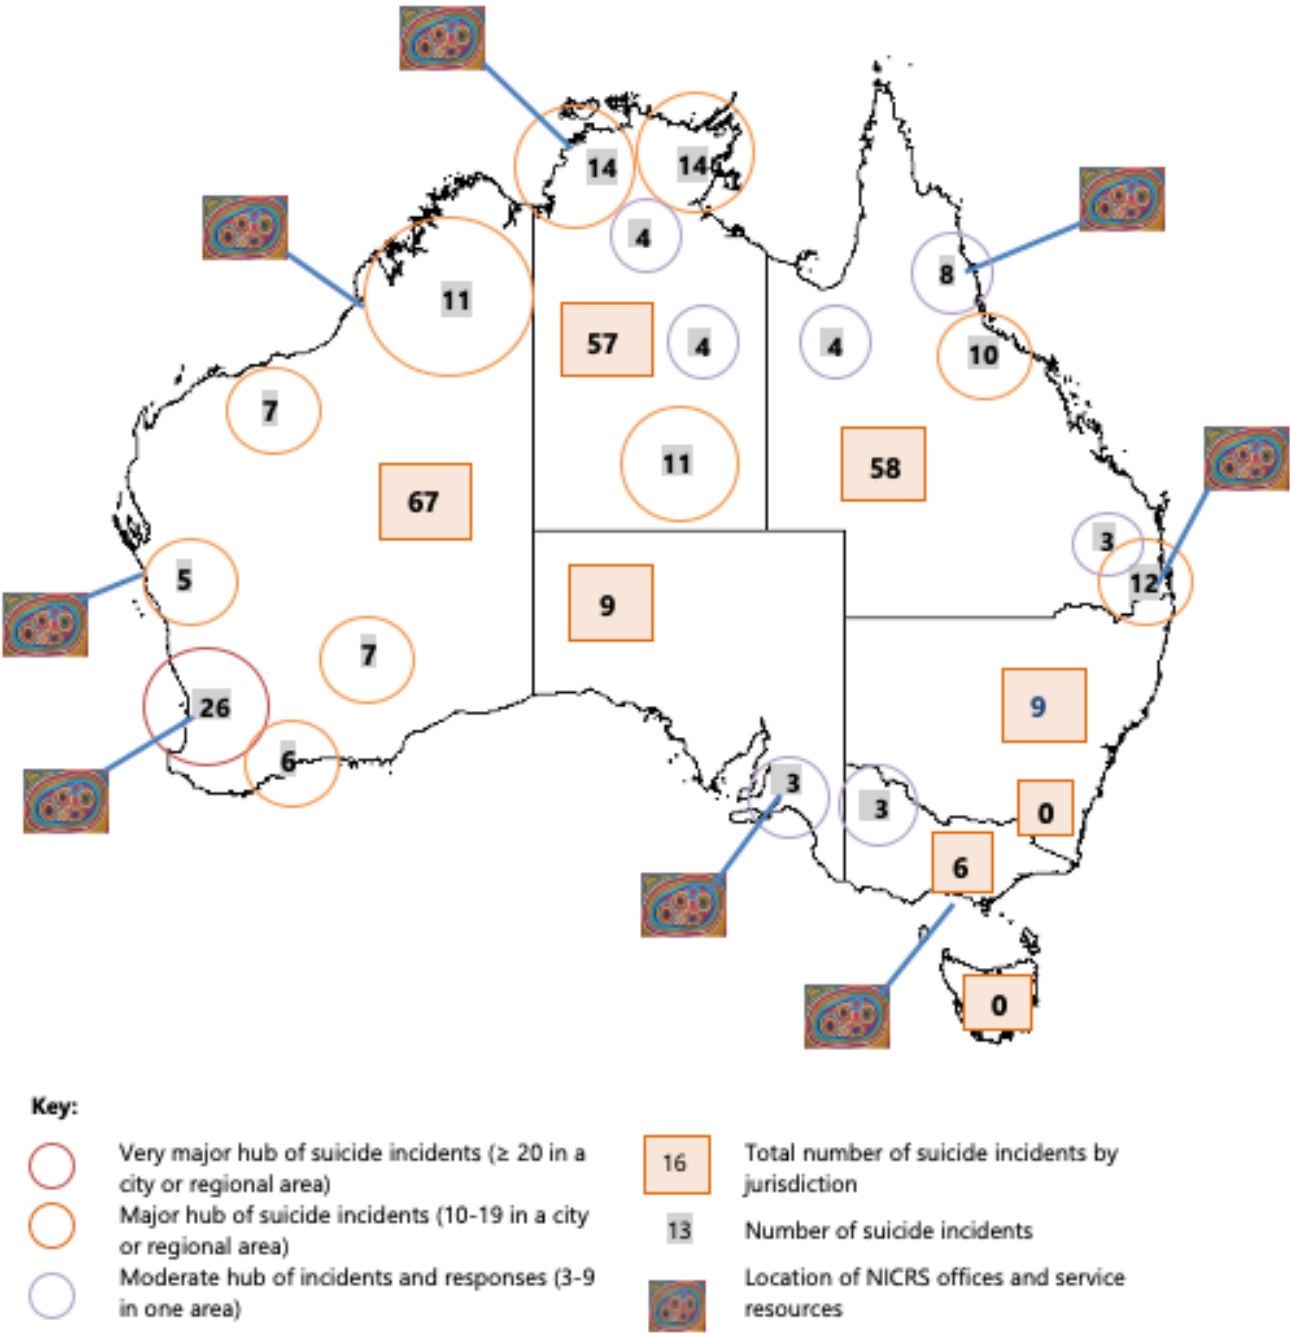 14
14
4
8
11
57
4
4
10
7
11
58
67
3
5
12
9
7
26
9
6
3
3
0
6
0
Key:
Very major hub of suicide incidents (≥ 20 in a
city or regional area)
Major hub of suicide incidents (10-19 in a city
or regional area)
Moderate hub of incidents and responses (3-9
in one area)
16
Total number of suicide incidents by
jurisdiction
13
Number of suicide incidents
Location of NICRS offices and service
resources